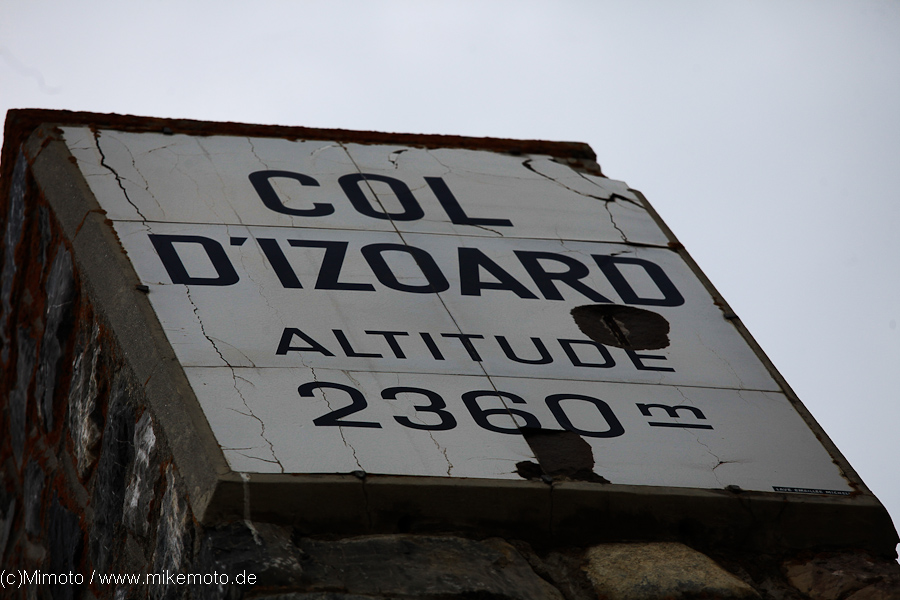 COL
D'IZOARD
ALTITUDE
2360 m
(c)Mimoto / www.mikemoto.de